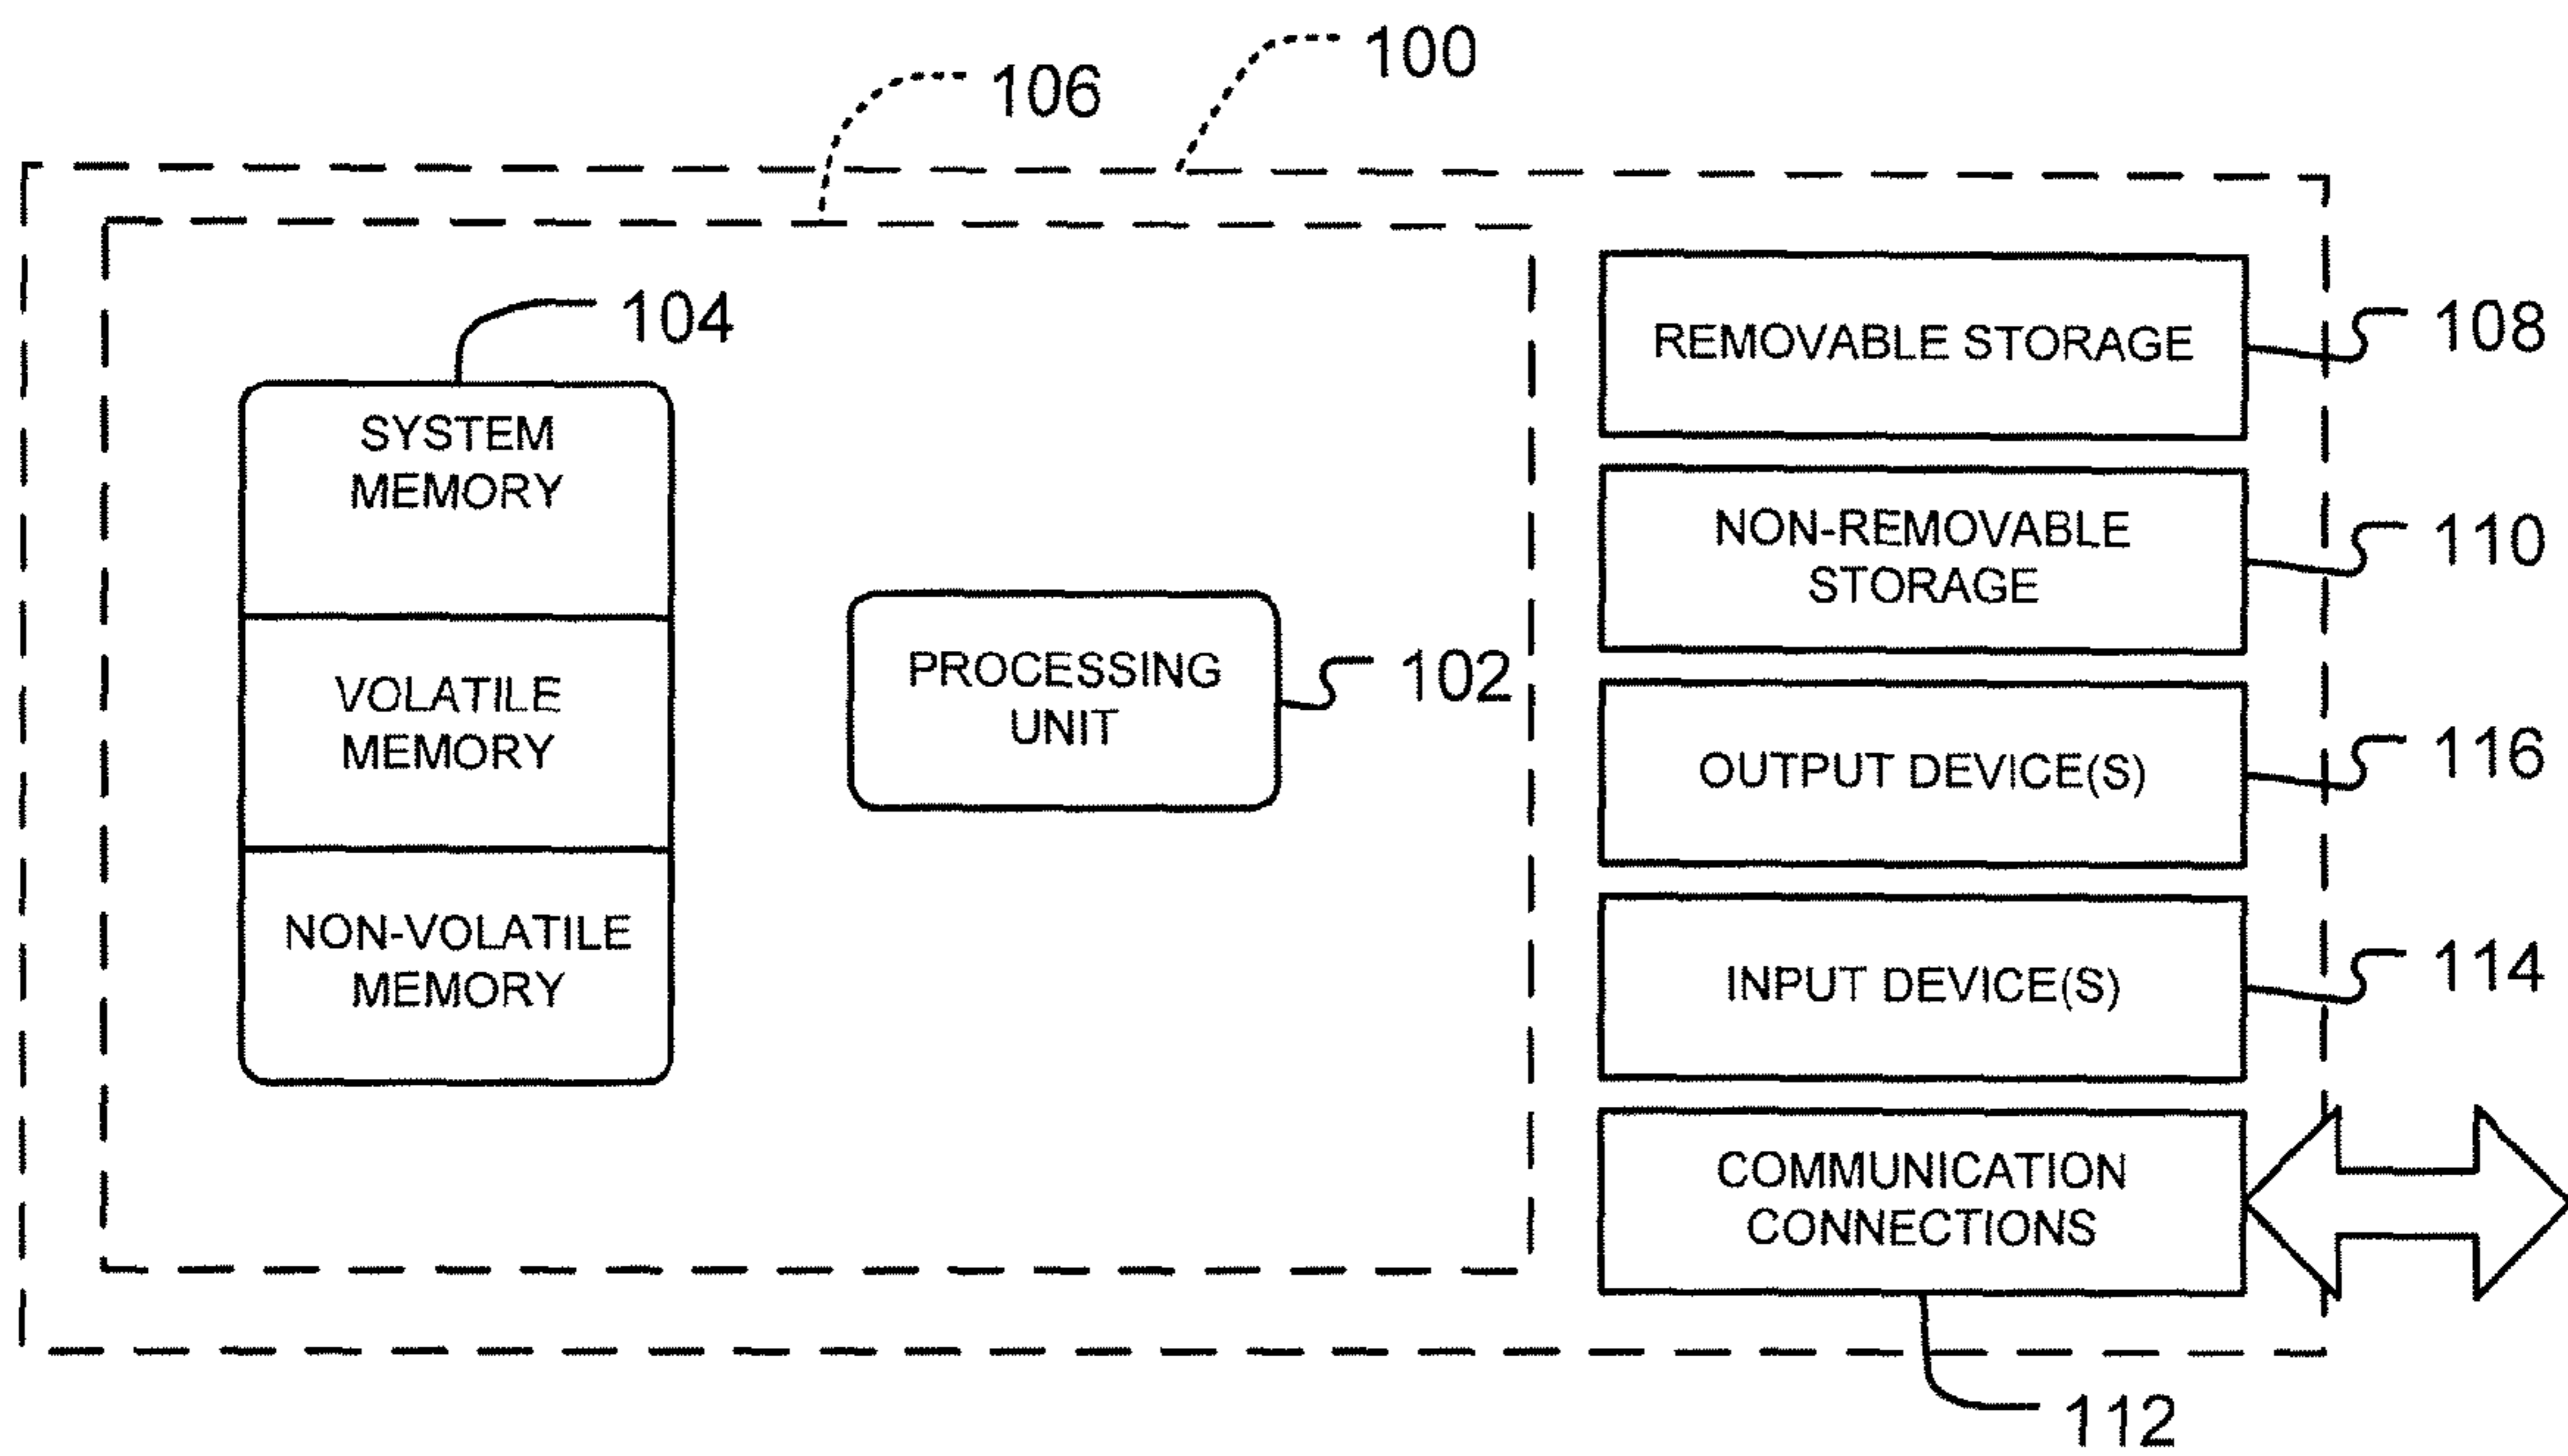 100
106
104
SYSTEM
MEMORY
VOLATILE
MEMORY
NON-VOLATILE
MEMORY
PROCESSING
UNIT
102
REMOVABLE STORAGE
108
NON-REMOVABLE
STORAGE
110
OUTPUT DEVICE(S)
116
INPUT DEVICE(S)
114
COMMUNICATION
CONNECTIONS
112